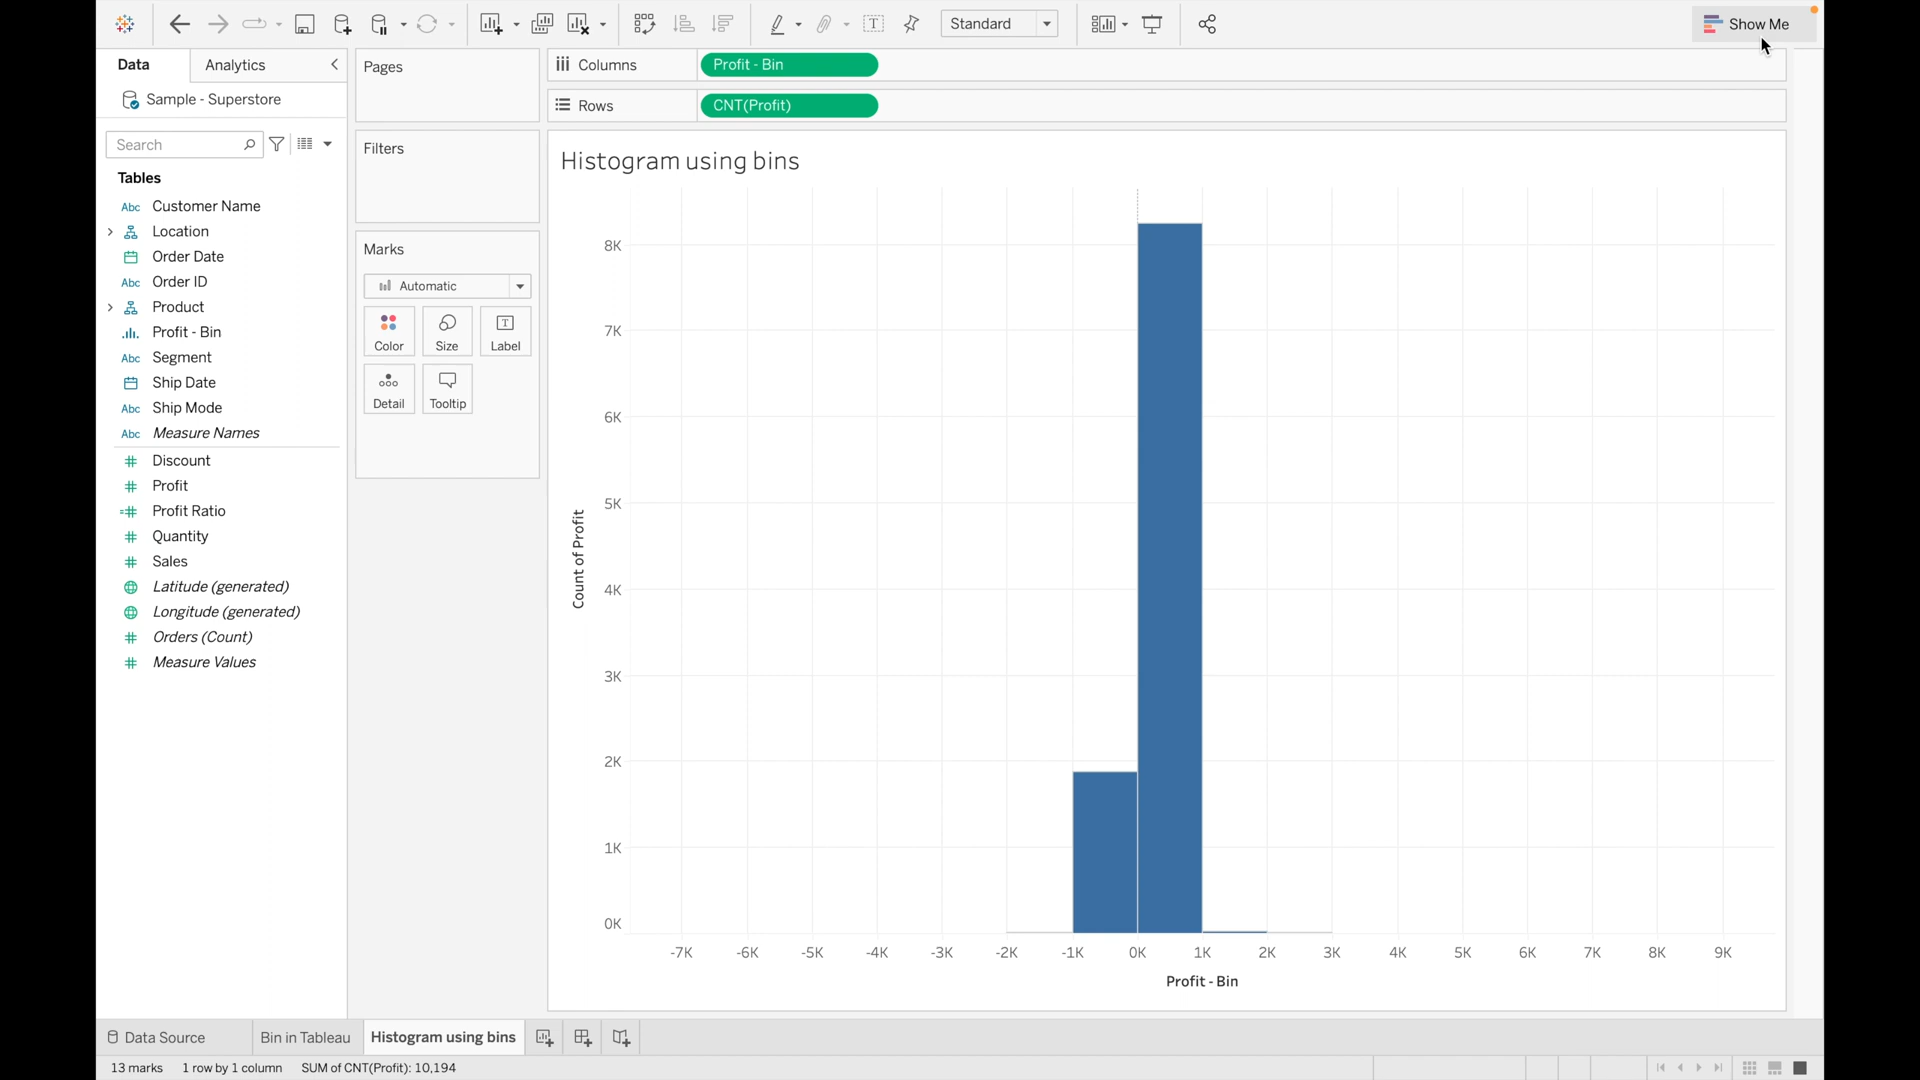 Standard
Show Me
Data
Analytics
Sample - Superstore
Search
Tables
Abc Customer Name
Location
Order Date
Abc Order ID
Product
Profit - Bin
Abc Segment
Ship Date
Abc Ship Mode
Abc Measure Names
Discount
Profit
Profit Ratio
Quantity
Sales
Latitude (generated)
Longitude (generated)
Orders (Count)
Measure Values
Pages
Filters
Marks
Automatic
Color
Size
Label
Detail
Tooltip
Columns
Profit - Bin
Rows
CNT(Profit)
Histogram using bins
8K
7K
6K
5K
4K
3K
2K
1K
0K
Count of Profit
-7K -6K -5K -4K -3K -2K -1K 0K 1K 2K 3K 4K 5K 6K 7K 8K 9K
Profit - Bin
Data Source
Bin in Tableau
Histogram using bins
13 marks
1 row by 1 column
SUM of CNT(Profit): 10,194